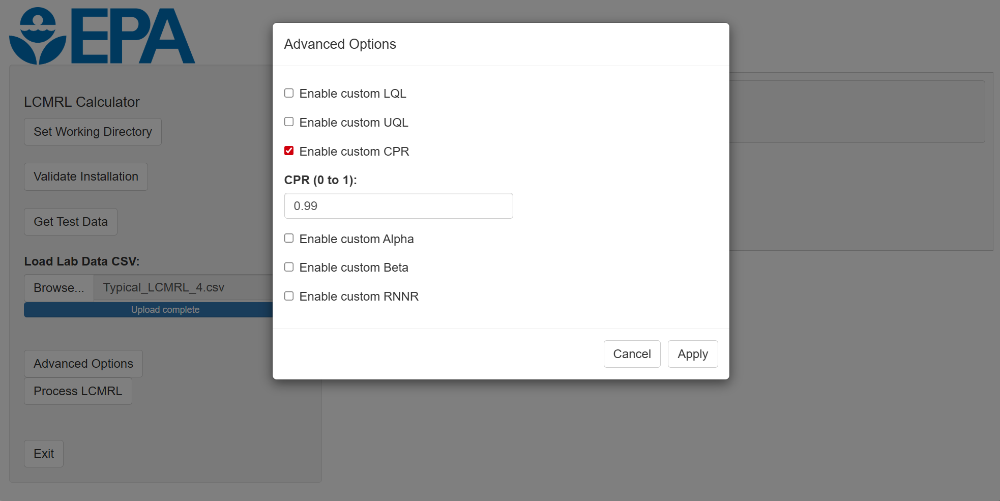 EPA
LCMRL Calculator
Set Working Directory
Validate Installation
Get Test Data
Load Lab Data CSV:
Browse... Typical_LCMRL_4.csv
Upload complete
Advanced Options
Process LCMRL
Exit
Advanced Options
Enable custom LQL
Enable custom UQL
Enable custom CPR
CPR (0 to 1):
0.99
Enable custom Alpha
Enable custom Beta
Enable custom RNNR
Cancel Apply